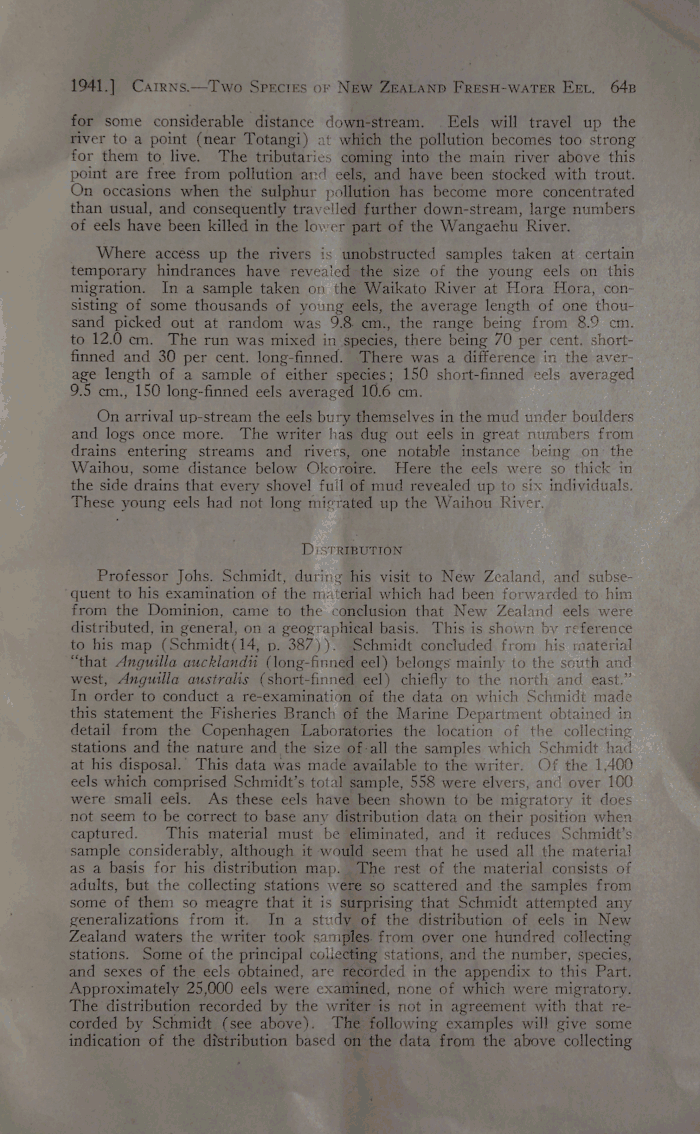 1941.] CAIRNS.—TWO SPECIES OF NEW ZEALAND FRESH-WATER EEL. 64B
for some considerable distance down-stream. Eels will travel up the
river to a point (near Totangi) at which the pollution becomes too strong
for them to live. The tributaries coming into the main river above this
point are free from pollution and eels, and have been stocked with trout.
On occasions when the sulphur pollution has become more concentrated
than usual, and consequently travelled further down-stream, large numbers
of eels have been killed in the lower part of the Wangaehu River.
Where access up the rivers is unobstructed samples taken at certain
temporary hindrances have revealed the size of the young eels on this
migration. In a sample taken on the Waikato River at Hora Hora, con-
sisting of some thousands of young eels, the average length of one thou-
sand picked out at random was 9.8 cm., the range being from 8.9 cm.
to 12.0 cm. The run was mixed in species, there being 70 per cent. short-
finned and 30 per cent. long-finned. There was a difference in the aver-
age length of a sample of either species; 150 short-finned eels averaged
9.5 cm., 150 long-finned eels averaged 10.6 cm.
On arrival up-stream the eels bury themselves in the mud under boulders
and logs once more. The writer has dug out eels in great numbers from
drains entering streams and rivers, one notable instance being on the
Waihou, some distance below Okoroire. Here the eels were so thick in
the side drains that every shovel full of mud revealed up to six individuals.
These young eels had not long migrated up the Waihou River.
DISTRIBUTION
Professor Johs. Schmidt, during his visit to New Zealand, and subse-
quent to his examination of the material which had been forwarded to him
from the Dominion, came to the conclusion that New Zealand eels were
distributed, in general, on a geographical basis. This is shown by reference
to his map (Schmidt(14, p. 387)). Schmidt concluded from his material
"that Anguilla aucklandii (long-finned eel) belongs mainly to the south and
west, Anguilla australis (short-finned eel) chiefly to the north and east."
In order to conduct a re-examination of the data on which Schmidt made
this statement the Fisheries Branch of the Marine Department obtained in
detail from the Copenhagen Laboratories the location of the collecting
stations and the nature and the size of all the samples which Schmidt had
at his disposal. This data was made available to the writer. Of the 1,400
eels which comprised Schmidt's total sample, 558 were elvers, and over 100
were small eels. As these eels have been shown to be migratory it does
not seem to be correct to base any distribution data on their position when
captured. This material must be eliminated, and it reduces Schmidt's
sample considerably, although it would seem that he used all the material
as a basis for his distribution map. The rest of the material consists of
adults, but the collecting stations were so scattered and the samples from
some of them so meagre that it is surprising that Schmidt attempted any
generalizations from it. In a study of the distribution of eels in New
Zealand waters the writer took samples from over one hundred collecting
stations. Some of the principal collecting stations, and the number, species,
and sexes of the eels obtained, are recorded in the appendix to this Part.
Approximately 25,000 eels were examined, none of which were migratory.
The distribution recorded by the writer is not in agreement with that re-
corded by Schmidt (see above). The following examples will give some
indication of the distribution based on the data from the above collecting